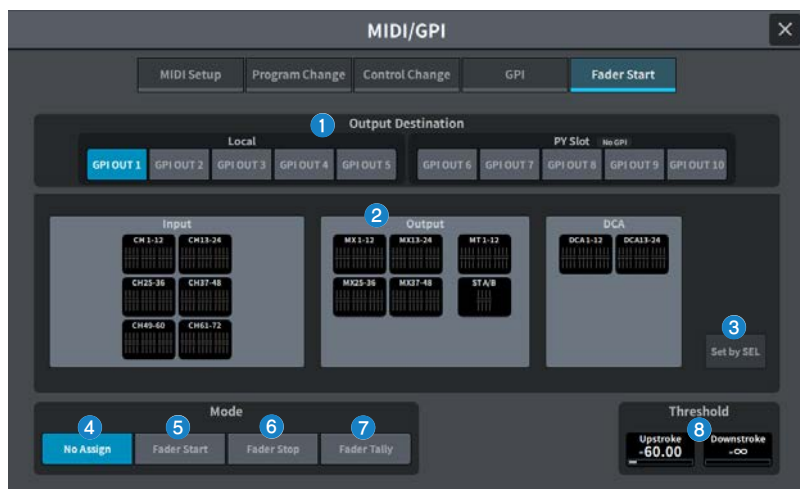 MIDI/GPI
MIDI Setup Program Change Control Change GPI Fader Start
1 Output Destination
Local PY Slot No GPI
GPI OUT 1 GPI OUT 2 GPI OUT 3 GPI OUT 4 GPI OUT 5 GPI OUT 6 GPI OUT 7 GPI OUT 8 GPI OUT 9 GPI OUT 10
2
Input Output DCA
CH 1-12 CH13-24 MX 1-12 MX13-24 MT 1-12 DCA 1-12 DCA13-24
CH25-36 CH37-48 MX25-36 MX37-48 ST A/B
CH49-60 CH61-72
3
Set by SEL
Mode Threshold
4 5 6 7 8
No Assign Fader Start Fader Stop Fader Tally
Upstroke Downstroke
-60.00 -∞